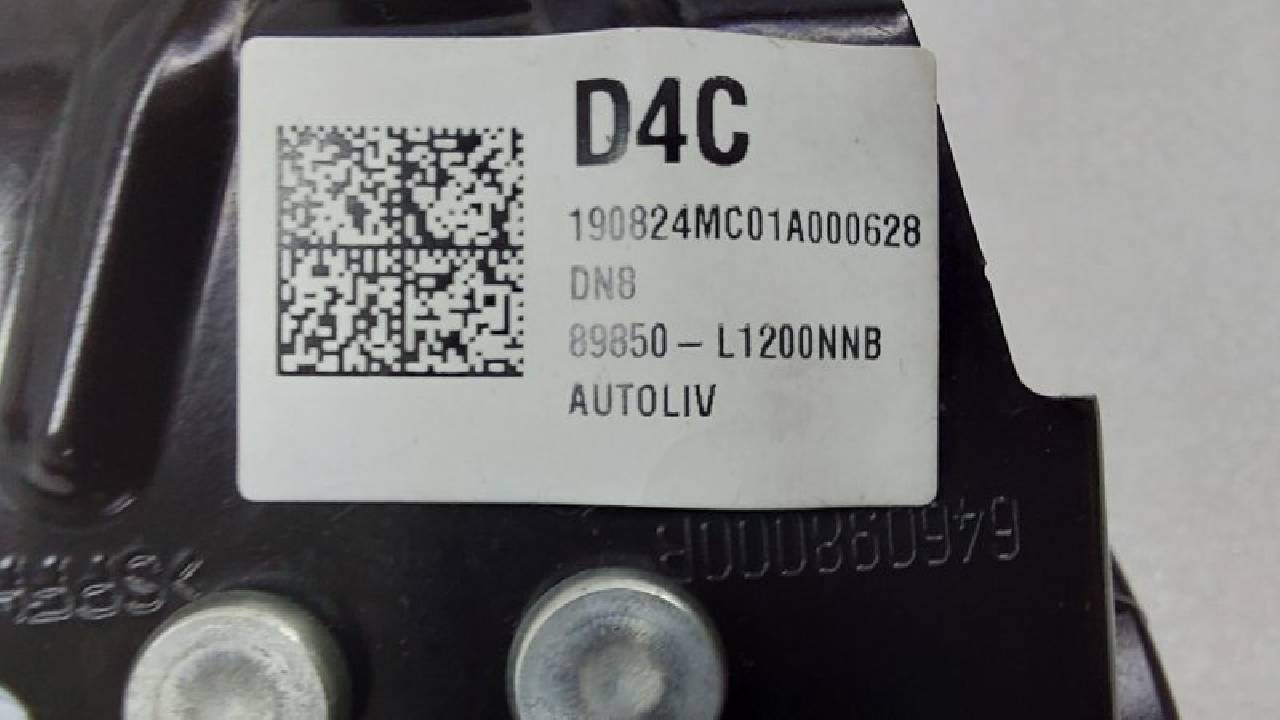 D4C
190824MC01A000628
DN8
89850-L1200NNB
AUTOLIV